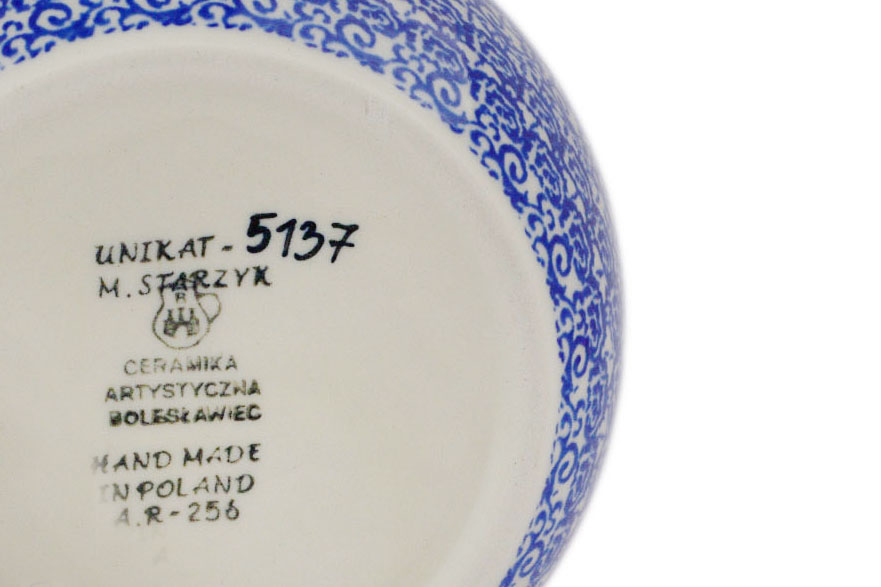 UNIKAT - 5137
M. STARZYK
B
CERAMIKA
ARTYSTYCZNA
BOLESŁAWIEC
HAND MADE
IN POLAND
A.R-256